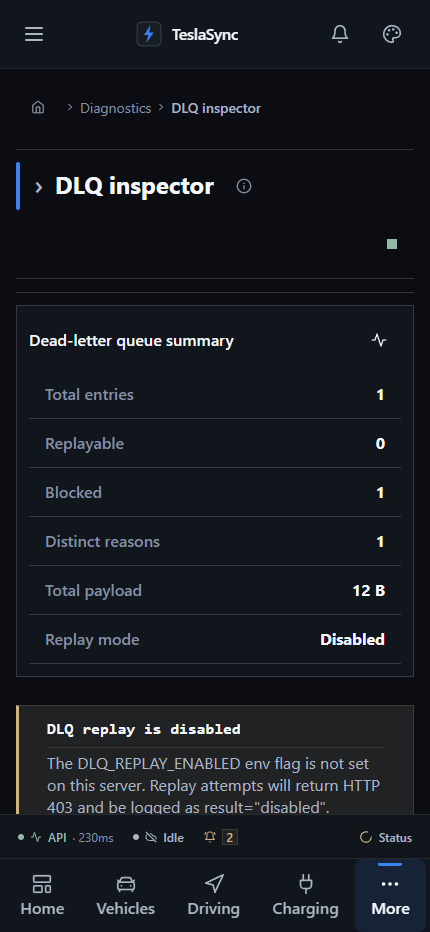 TeslaSync
Diagnostics
DLQ inspector
DLQ inspector
Dead-letter queue summary
Total entries 1
Replayable 0
Blocked 1
Distinct reasons 1
Total payload 12 B
Replay mode Disabled
DLQ replay is disabled
The DLQ_REPLAY_ENABLED env flag is not set
on this server. Replay attempts will return HTTP
403 and be logged as result="disabled".
API · 230ms Idle 2 Status
Home Vehicles Driving Charging More